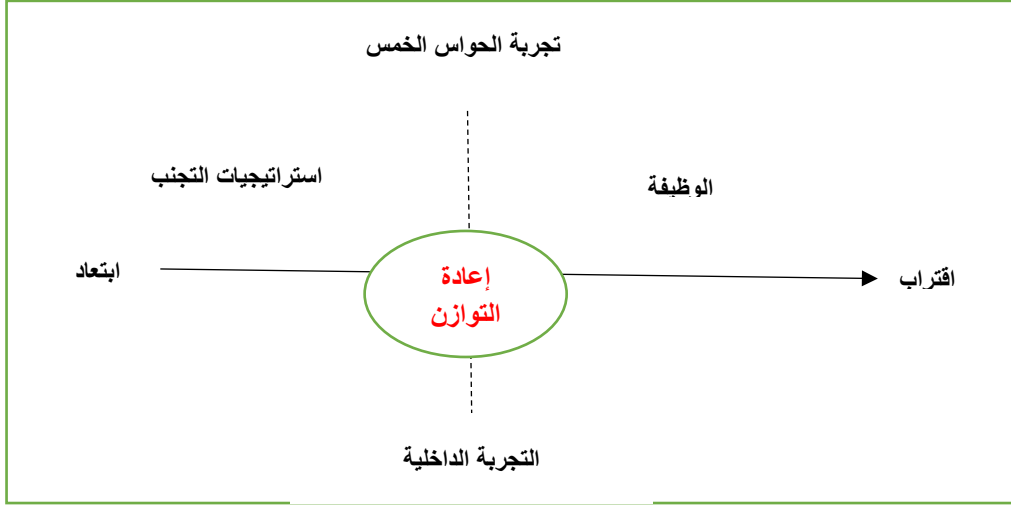 تجربة الحواس الخمس
الوظيفة
استراتيجيات التجنب
اقتراب
إعادة
التوازن
ابتعاد
التجربة الداخلية